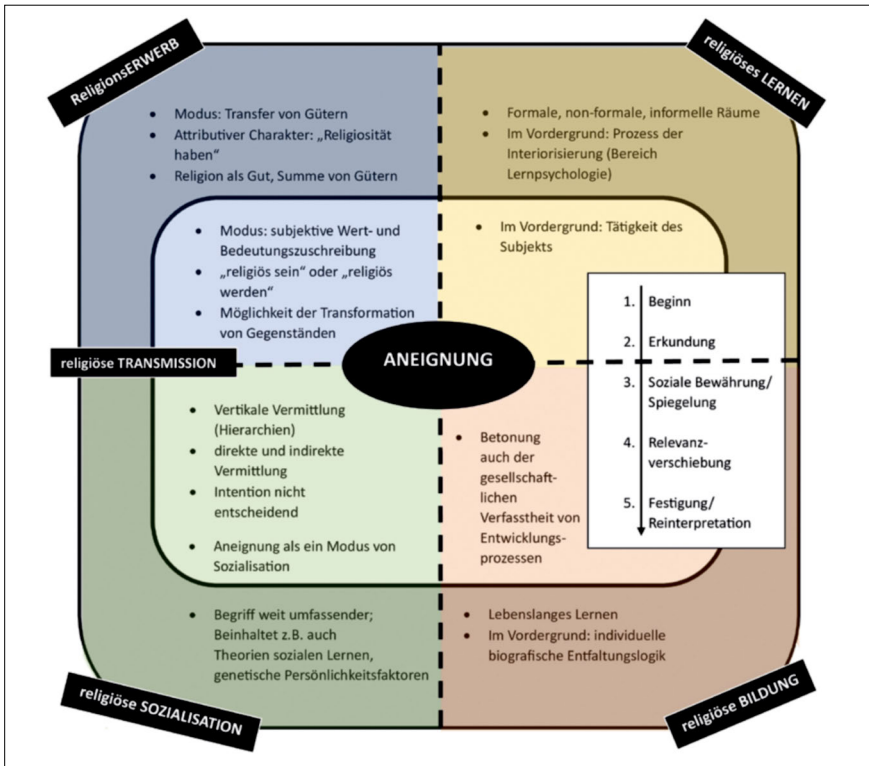 ReligionsERWERB
religiöses LERNEN
• Modus: Transfer von Gütern
• Attributiver Charakter: „Religiosität
haben“
• Religion als Gut, Summe von Gütern
• Formale, non-formale, informelle Räume
• Im Vordergrund: Prozess der
Interiorisierung (Bereich
Lernpsychologie)
• Modus: subjektive Wert- und
Bedeutungszuschreibung
• „religiös sein“ oder „religiös
werden“
• Möglichkeit der Transformation
von Gegenständen
• Im Vordergrund: Tätigkeit des
Subjekts
religiöse TRANSMISSION
ANEIGNUNG
1. Beginn
2. Erkundung
3. Soziale Bewährung/
Spiegelung
4. Relevanz-
verschiebung
5. Festigung/
Reinterpretation
• Vertikale Vermittlung
(Hierarchien)
• direkte und indirekte
Vermittlung
• Intention nicht
entscheidend
• Aneignung als ein Modus von
Sozialisation
• Betonung
auch der
gesellschaft-
lichen
Verfasstheit von
Entwicklungs-
prozessen
• Begriff weit umfassender;
Beinhaltet z.B. auch
Theorien sozialen Lernen,
genetische Persönlichkeitsfaktoren
• Lebenslanges Lernen
• Im Vordergrund: individuelle
biografische Entfaltungslogik
religiöse SOZIALISATION
religiöse BILDUNG